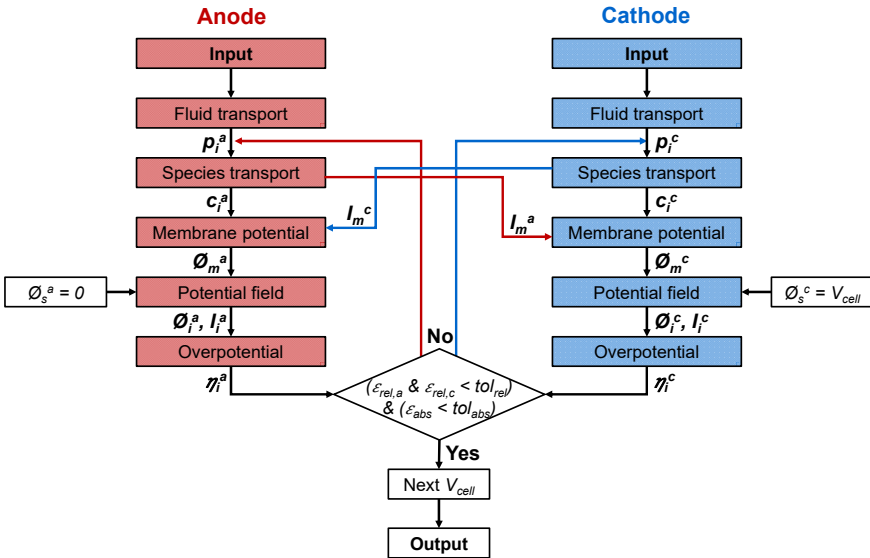 Anode
Cathode
Input
Input
Fluid transport
Fluid transport
p_i^a
p_i^c
Species transport
Species transport
c_i^a
c_i^c
I_m^c
I_m^a
Membrane potential
Membrane potential
Ø_m^a
Ø_m^c
Ø_s^a = 0
Potential field
Potential field
Ø_s^c = V_cell
Ø_i^a, I_i^a
Ø_i^c, I_i^c
No
Overpotential
Overpotential
η_i^a
η_i^c
(ε_rel,a & ε_rel,c < tol_rel)
& (ε_abs < tol_abs)
Yes
Next V_cell
Output